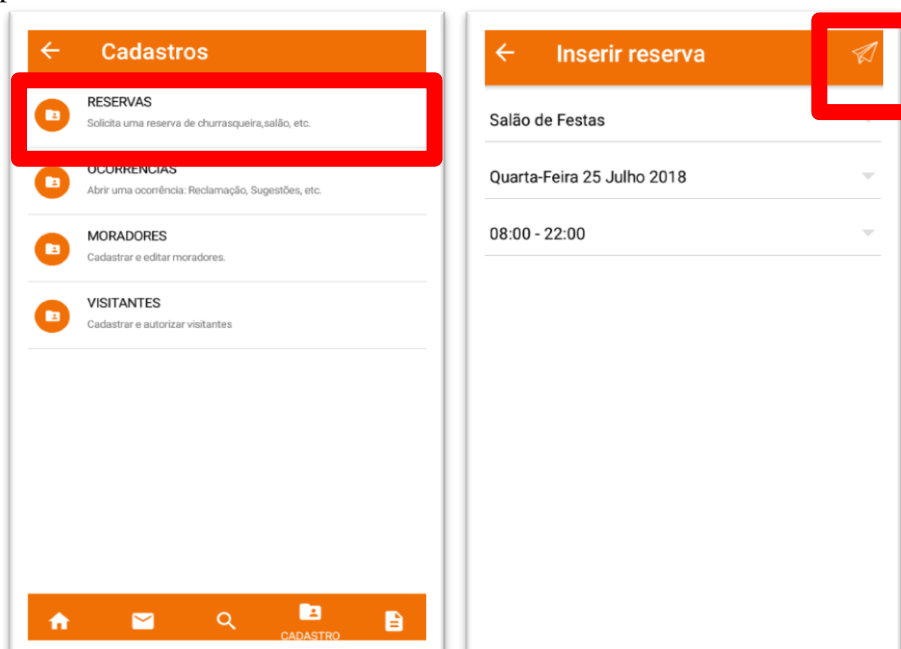 Cadastros
RESERVAS
Solicita uma reserva de churrasqueira,salão, etc.
OCORRENCIAS
Abrir uma ocorrência: Reclamação, Sugestões, etc.
MORADORES
Cadastrar e editar moradores.
VISITANTES
Cadastrar e autorizar visitantes
CADASTRO
Inserir reserva
Salão de Festas
Quarta-Feira 25 Julho 2018
08:00 - 22:00